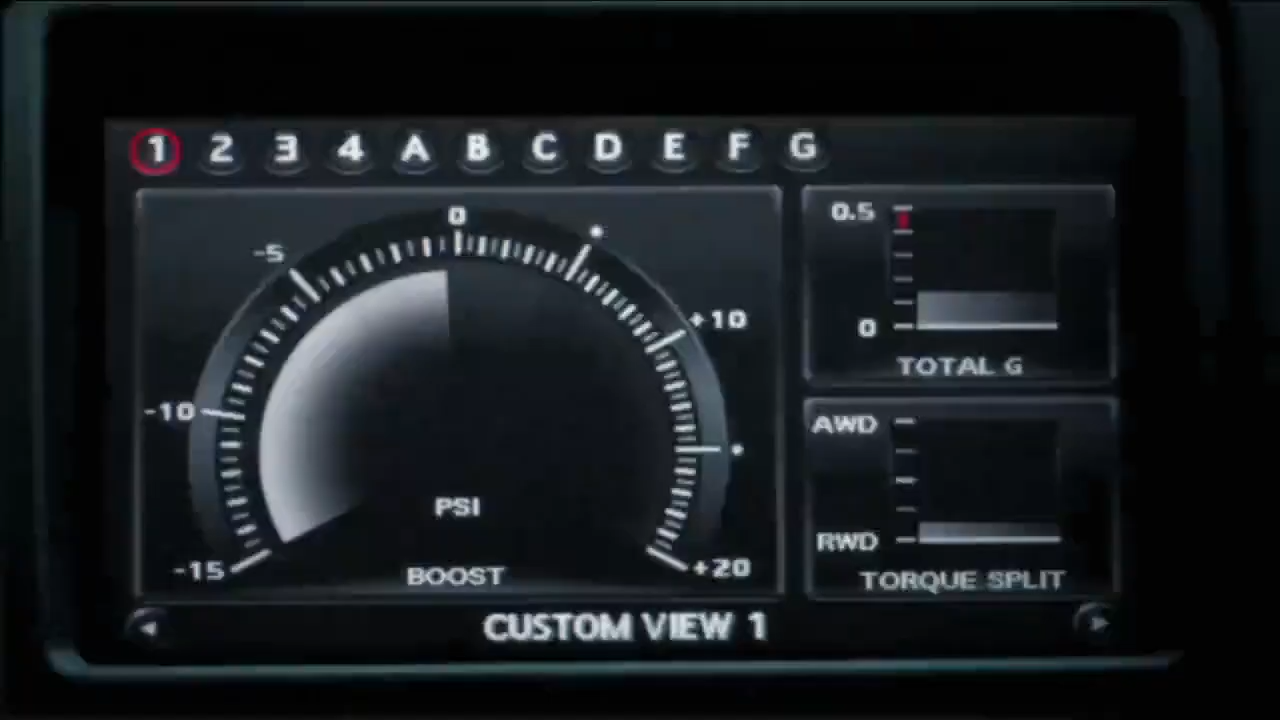 1 2 3 4 A B C D E F G
0
-5
•
+10
-10
•
-15
+20
PSI
BOOST
0.5
0
TOTAL G
AWD
RWD
TORQUE SPLIT
CUSTOM VIEW 1